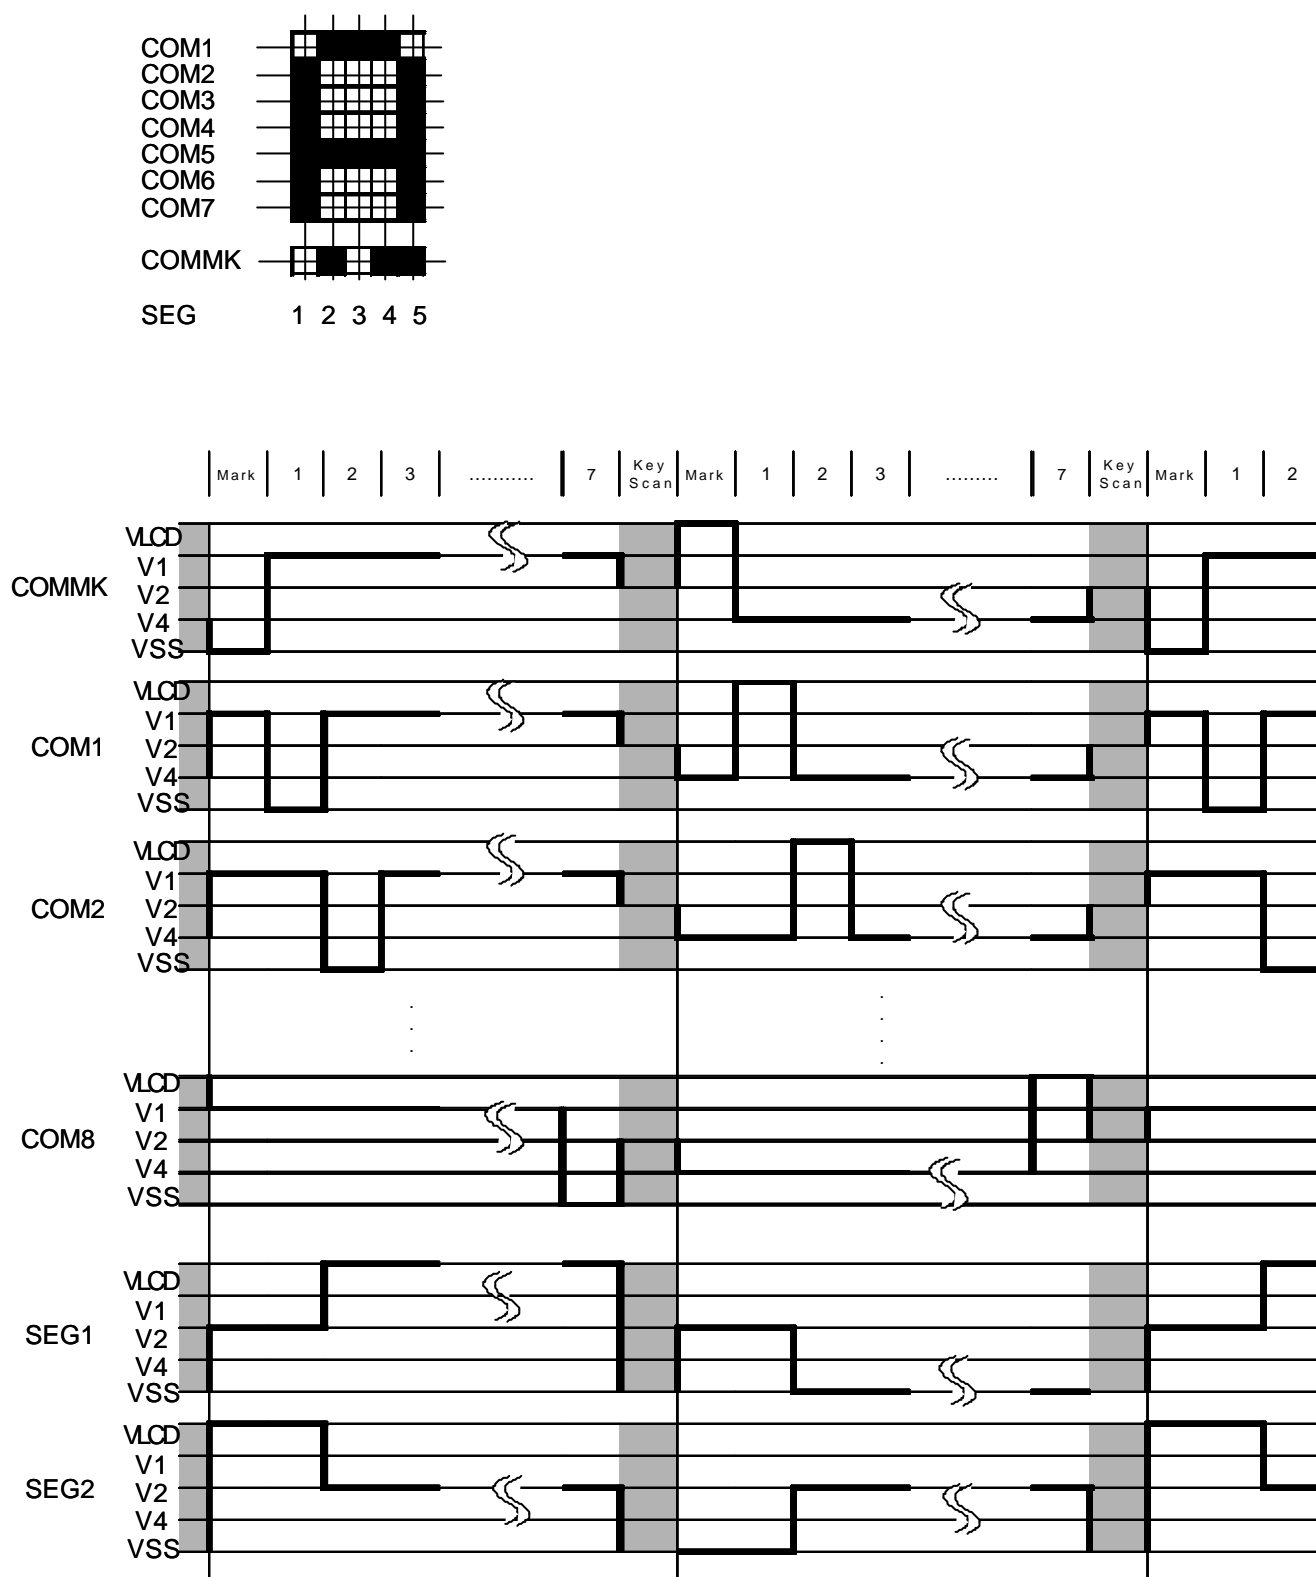 COM1
COM2
COM3
COM4
COM5
COM6
COM7
COMMK
SEG 1 2 3 4 5
Mark 1 2 3 ........... 7 Key Scan Mark 1 2 3 ......... 7 Key Scan Mark 1 2
COMMK
VLCD
V1
V2
V4
VSS
COM1
VLCD
V1
V2
V4
VSS
COM2
VLCD
V1
V2
V4
VSS
COM8
VLCD
V1
V2
V4
VSS
SEG1
VLCD
V1
V2
V4
VSS
SEG2
VLCD
V1
V2
V4
VSS